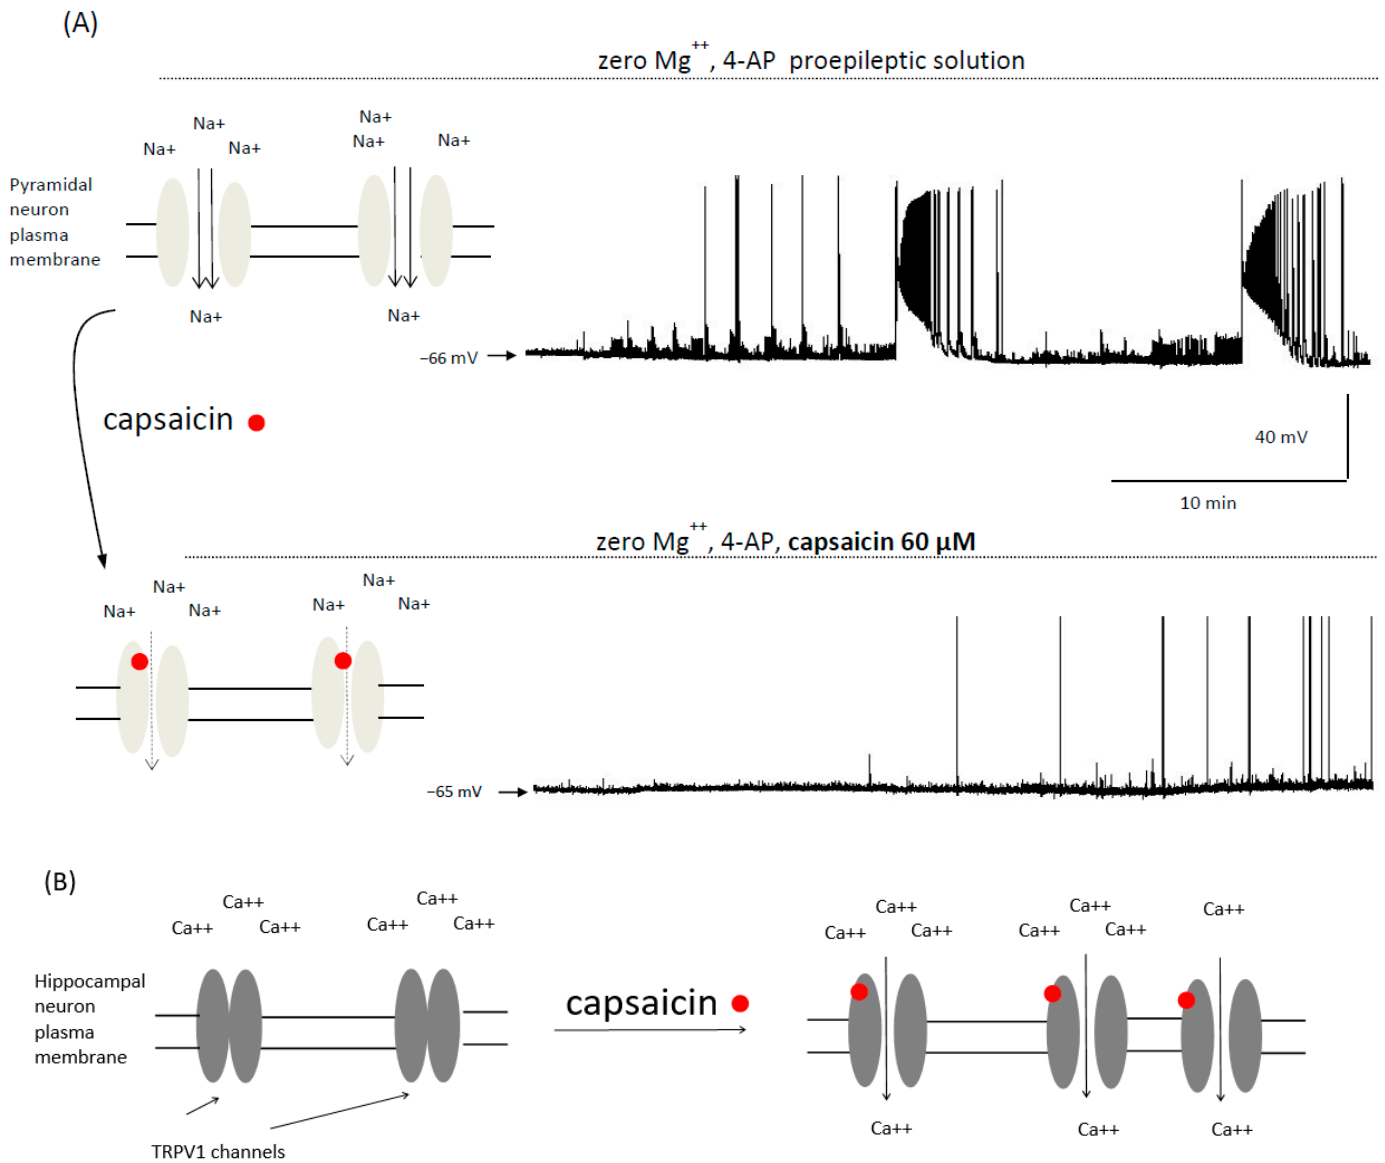 (A)
zero Mg++, 4-AP proepileptic solution
Na+
Na+
Na+
Na+
Na+
Na+
Pyramidal
neuron
plasma
membrane
Na+
Na+
−66 mV
capsaicin
40 mV
10 min
zero Mg++, 4-AP, capsaicin 60 µM
Na+
Na+
Na+
Na+
Na+
Na+
−65 mV
(B)
Ca++
Ca++
Ca++
Ca++
Ca++
Ca++
Ca++
Ca++
Ca++
Ca++
Ca++
Ca++
Ca++
Hippocampal
neuron
plasma
membrane
capsaicin
Ca++
Ca++
Ca++
TRPV1 channels